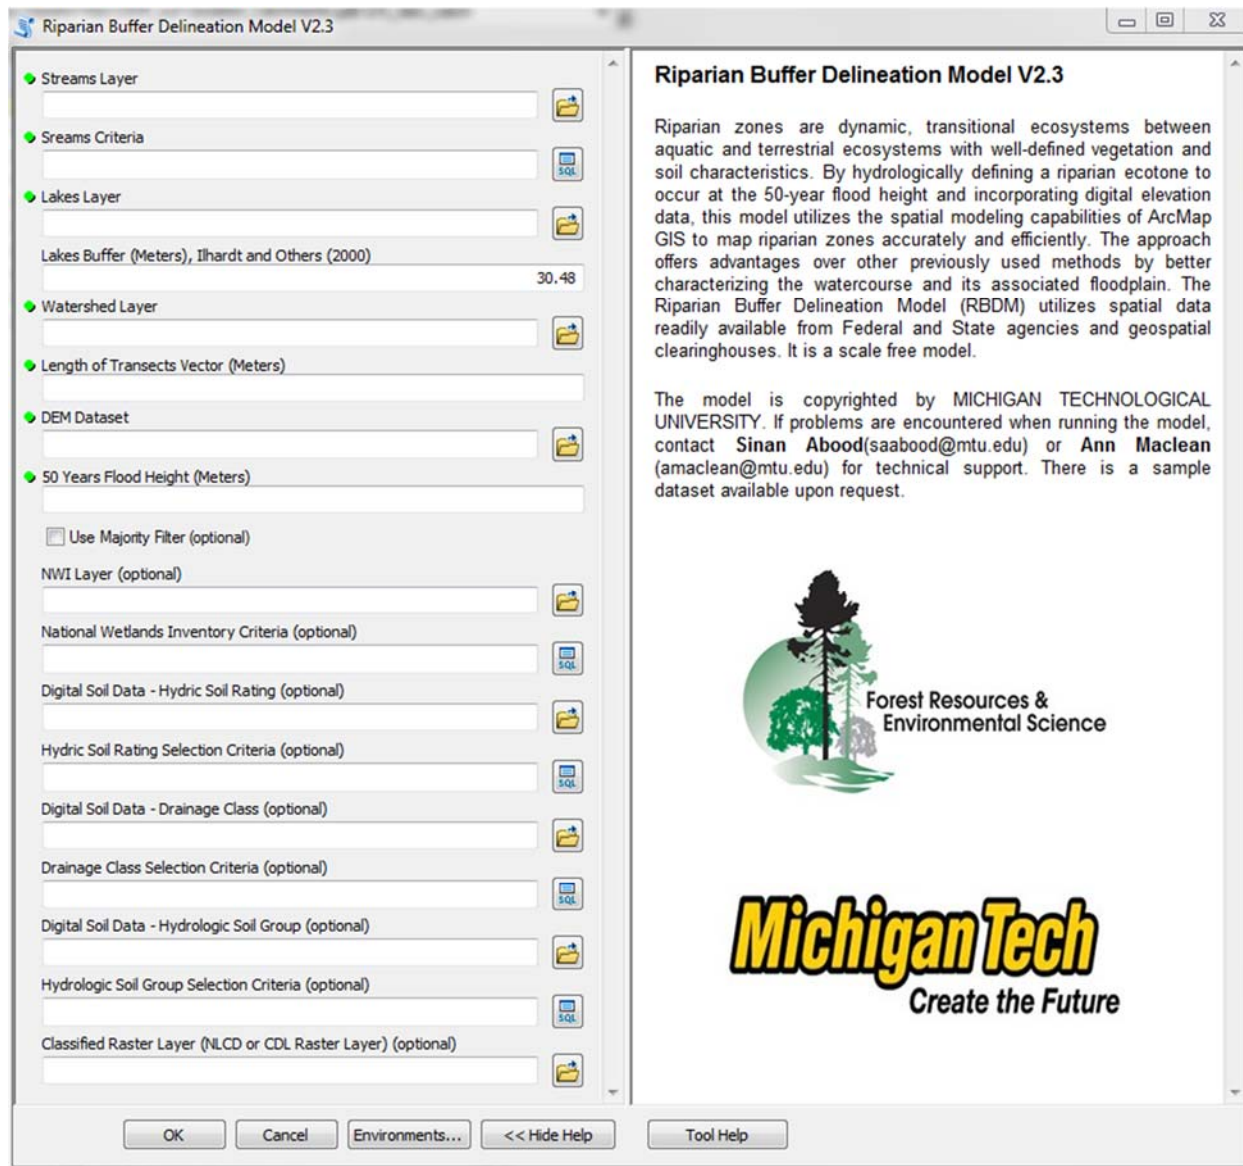 Riparian Buffer Delineation Model V2.3
Streams Layer
Sreams Criteria
SQL
Lakes Layer
Lakes Buffer (Meters), Ilhardt and Others (2000)
30.48
Watershed Layer
Length of Transects Vector (Meters)
DEM Dataset
50 Years Flood Height (Meters)
Use Majority Filter (optional)
NWI Layer (optional)
National Wetlands Inventory Criteria (optional)
SQL
Digital Soil Data - Hydric Soil Rating (optional)
Hydric Soil Rating Selection Criteria (optional)
SQL
Digital Soil Data - Drainage Class (optional)
Drainage Class Selection Criteria (optional)
SQL
Digital Soil Data - Hydrologic Soil Group (optional)
Hydrologic Soil Group Selection Criteria (optional)
SQL
Classified Raster Layer (NLCD or CDL Raster Layer) (optional)
Riparian Buffer Delineation Model V2.3
Riparian zones are dynamic, transitional ecosystems between
aquatic and terrestrial ecosystems with well-defined vegetation and
soil characteristics. By hydrologically defining a riparian ecotone to
occur at the 50-year flood height and incorporating digital elevation
data, this model utilizes the spatial modeling capabilities of ArcMap
GIS to map riparian zones accurately and efficiently. The approach
offers advantages over other previously used methods by better
characterizing the watercourse and its associated floodplain. The
Riparian Buffer Delineation Model (RBDM) utilizes spatial data
readily available from Federal and State agencies and geospatial
clearinghouses. It is a scale free model.
The model is copyrighted by MICHIGAN TECHNOLOGICAL
UNIVERSITY. If problems are encountered when running the model,
contact Sinan Abood(saabood@mtu.edu) or Ann Maclean
(amaclean@mtu.edu) for technical support. There is a sample
dataset available upon request.
Forest Resources &
Environmental Science
Michigan Tech
Create the Future
OK
Cancel
Environments...
<< Hide Help
Tool Help